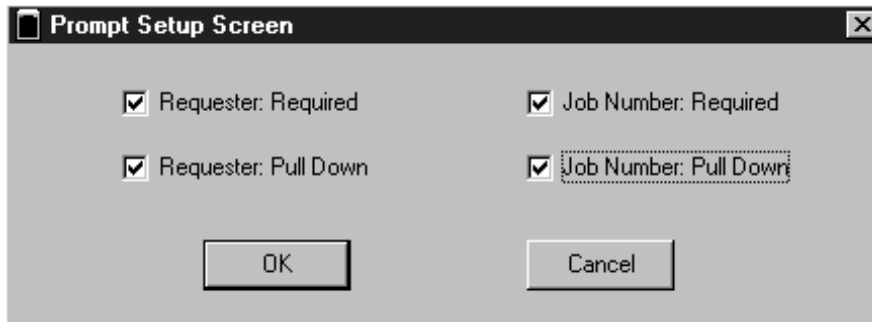 Prompt Setup Screen
Requester: Required
Job Number: Required
Requester: Pull Down
Job Number: Pull Down
OK
Cancel